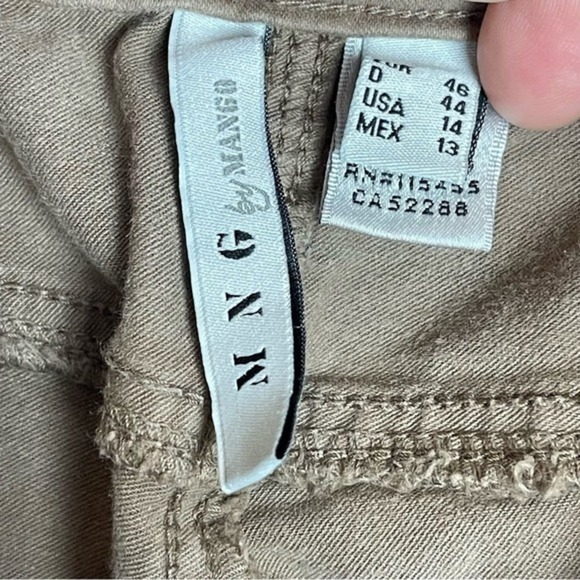 MNG by MANGO
46
D 44
USA 14
MEX 13
RN#115455
CA52288